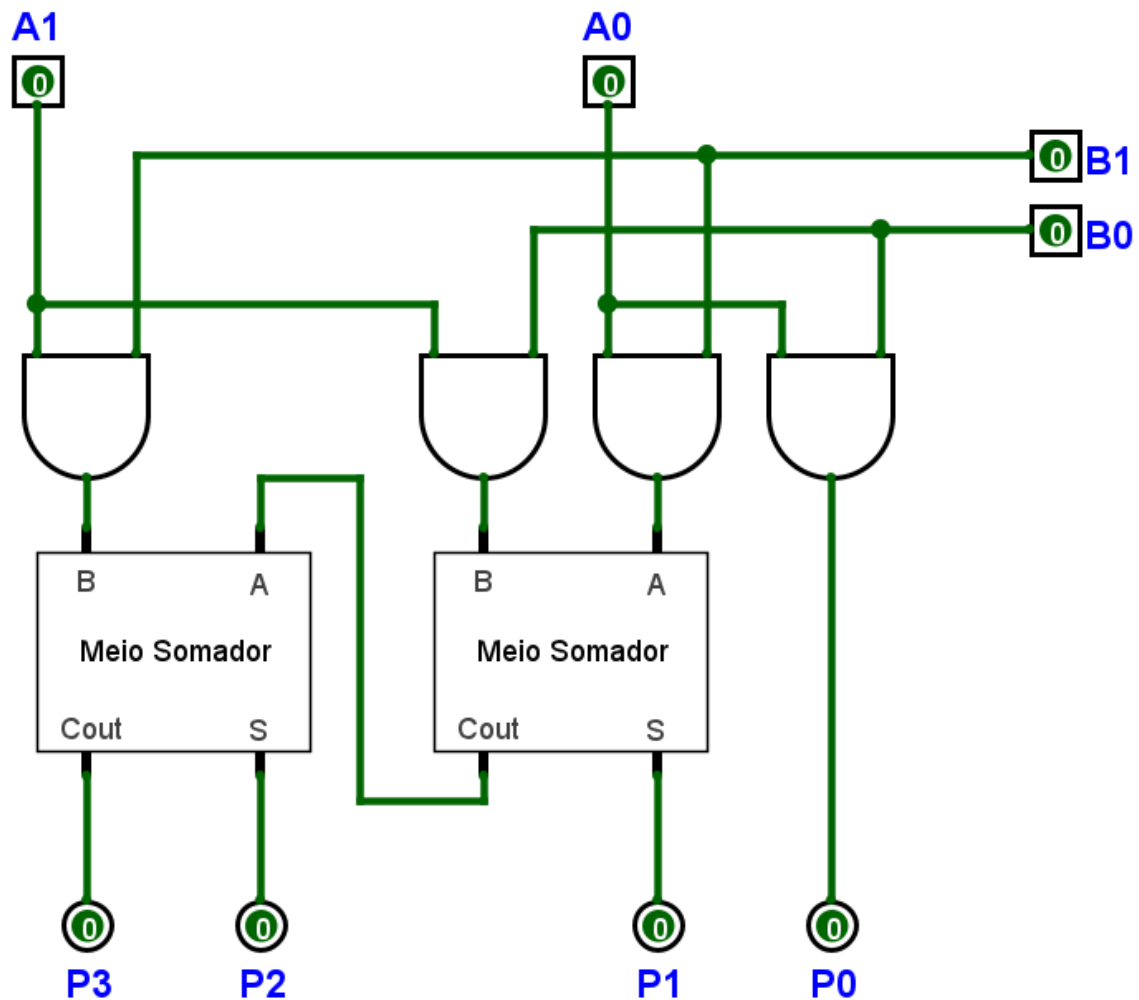 A1 A0
0 0
0 B1
0 B0
B A B A
Meio Somador Meio Somador
Cout S Cout S
0 0 0 0
P3 P2 P1 P0